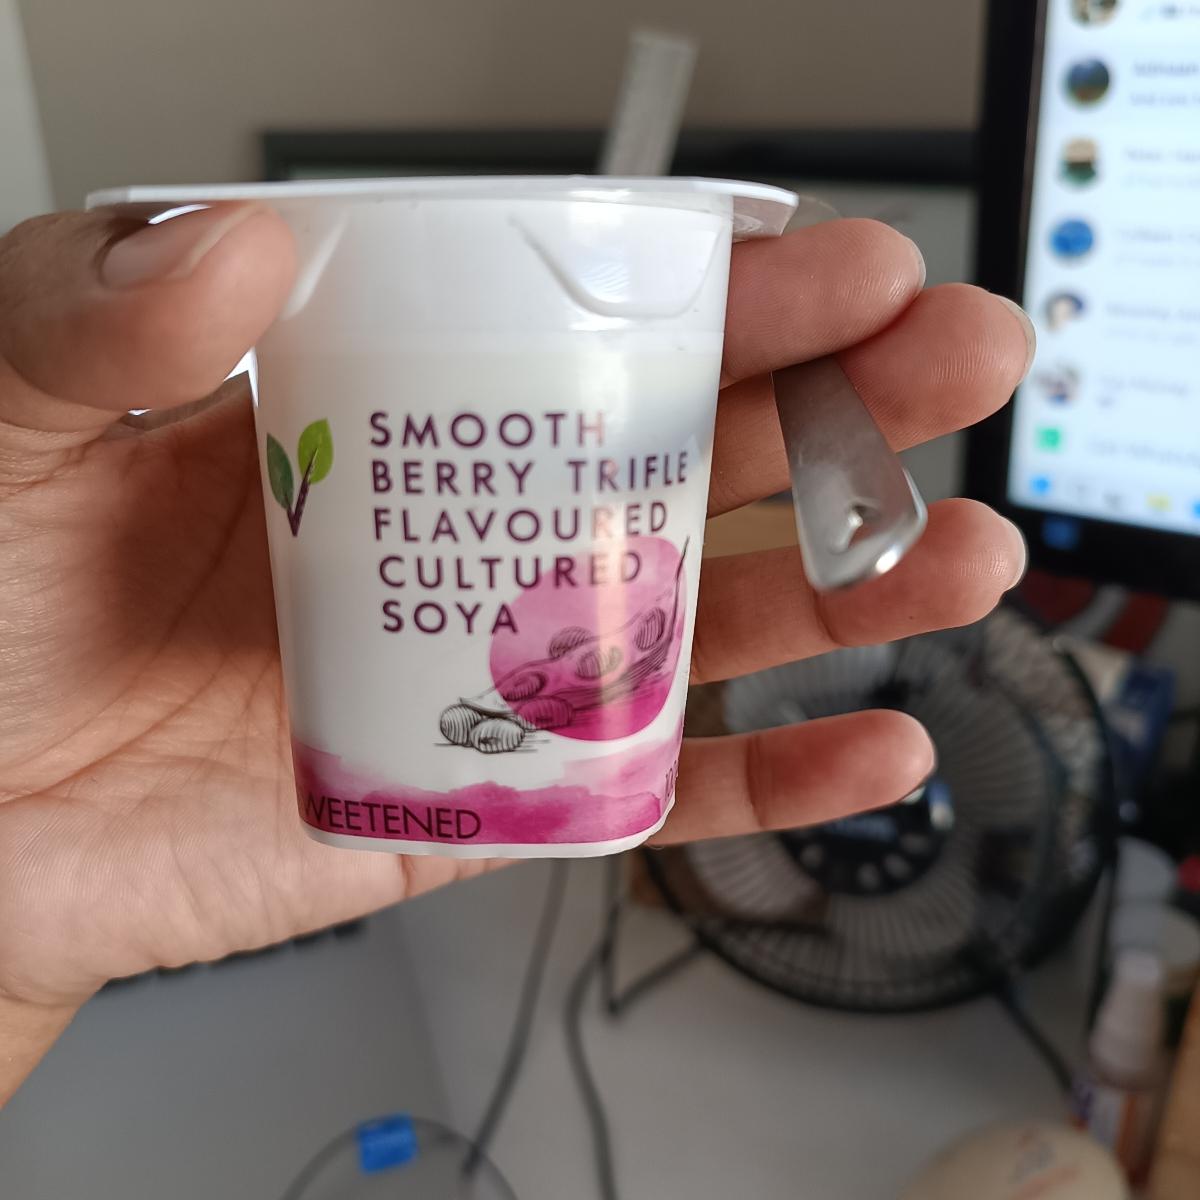 SMOOTH
BERRY TRIFLE
FLAVOURED
CULTURED
SOYA
WEETENED